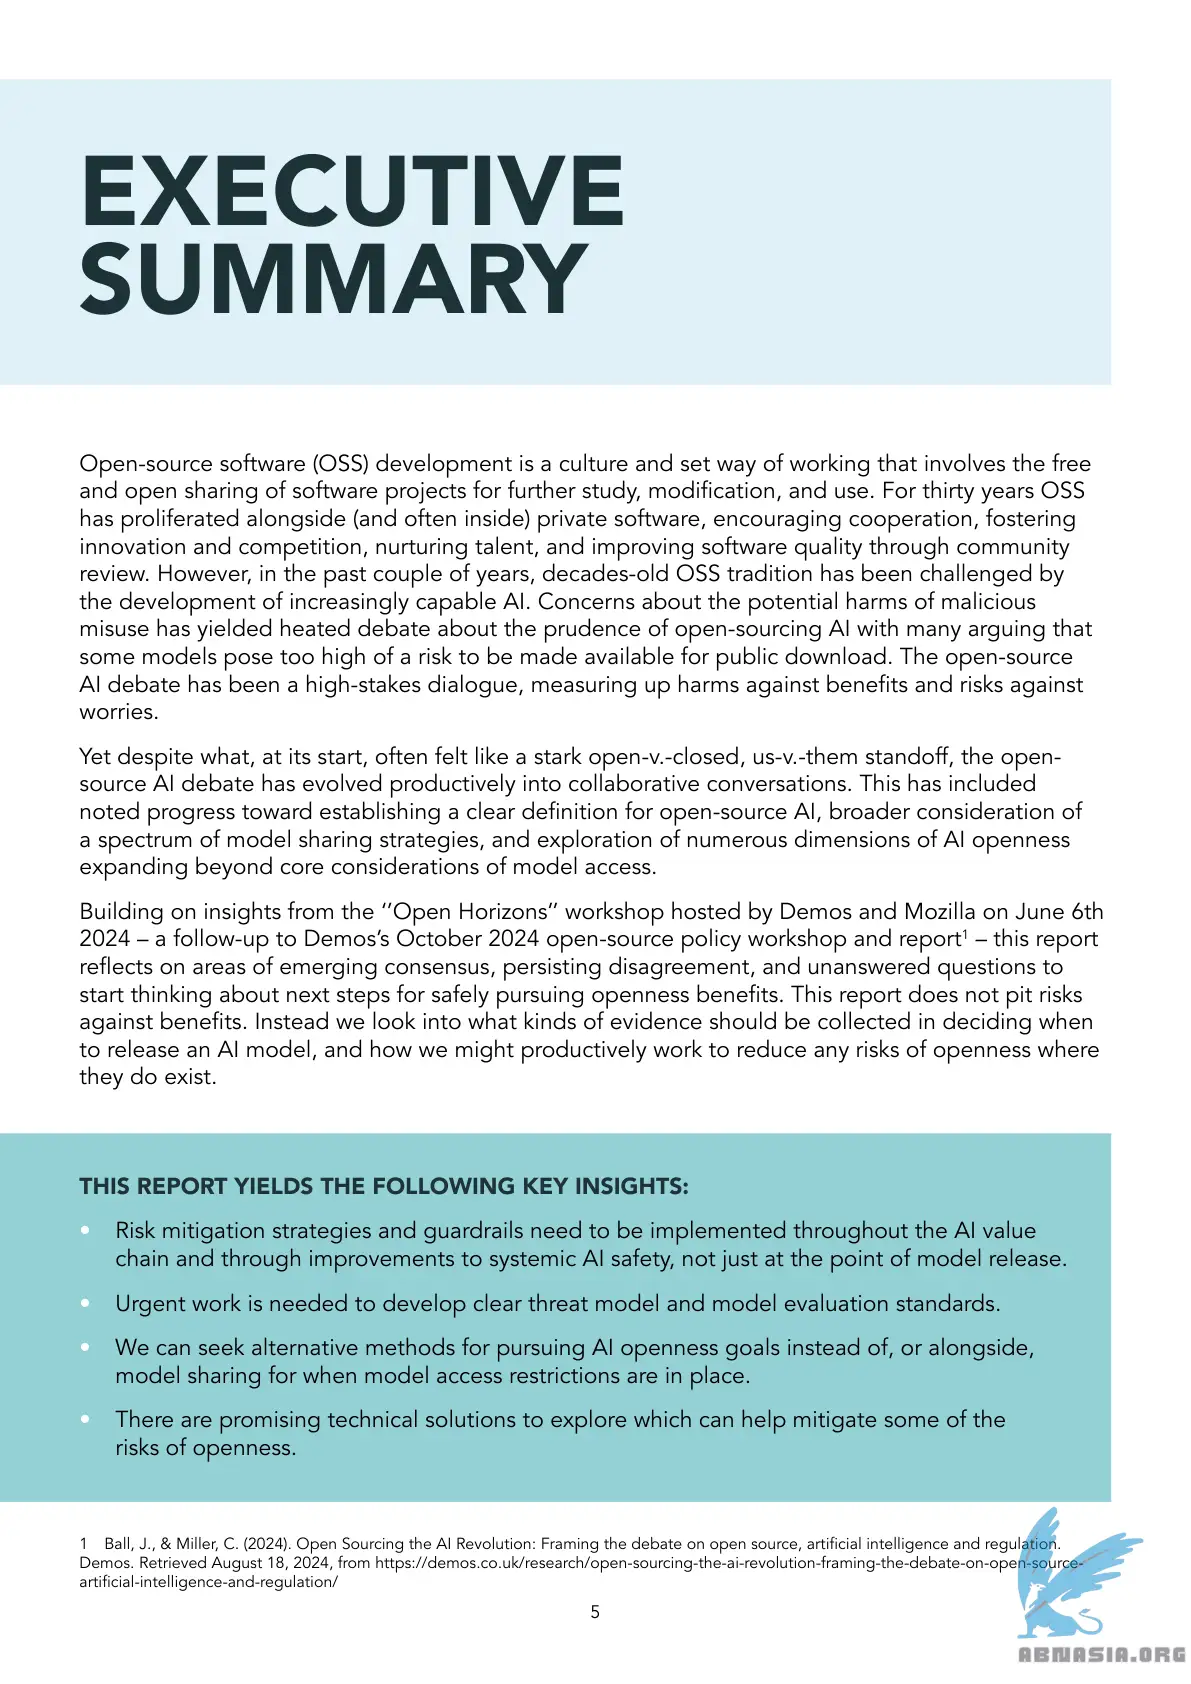 EXECUTIVE
SUMMARY
Open-source software (OSS) development is a culture and set way of working that involves the free
and open sharing of software projects for further study, modification, and use. For thirty years OSS
has proliferated alongside (and often inside) private software, encouraging cooperation, fostering
innovation and competition, nurturing talent, and improving software quality through community
review. However, in the past couple of years, decades-old OSS tradition has been challenged by
the development of increasingly capable AI. Concerns about the potential harms of malicious
misuse has yielded heated debate about the prudence of open-sourcing AI with many arguing that
some models pose too high of a risk to be made available for public download. The open-source
AI debate has been a high-stakes dialogue, measuring up harms against benefits and risks against
worries.
Yet despite what, at its start, often felt like a stark open-v.-closed, us-v.-them standoff, the open-
source AI debate has evolved productively into collaborative conversations. This has included
noted progress toward establishing a clear definition for open-source AI, broader consideration of
a spectrum of model sharing strategies, and exploration of numerous dimensions of AI openness
expanding beyond core considerations of model access.
Building on insights from the ‘’Open Horizons’’ workshop hosted by Demos and Mozilla on June 6th
2024 – a follow-up to Demos’s October 2024 open-source policy workshop and report¹ – this report
reflects on areas of emerging consensus, persisting disagreement, and unanswered questions to
start thinking about next steps for safely pursuing openness benefits. This report does not pit risks
against benefits. Instead we look into what kinds of evidence should be collected in deciding when
to release an AI model, and how we might productively work to reduce any risks of openness where
they do exist.
THIS REPORT YIELDS THE FOLLOWING KEY INSIGHTS:
• Risk mitigation strategies and guardrails need to be implemented throughout the AI value
chain and through improvements to systemic AI safety, not just at the point of model release.
• Urgent work is needed to develop clear threat model and model evaluation standards.
• We can seek alternative methods for pursuing AI openness goals instead of, or alongside,
model sharing for when model access restrictions are in place.
• There are promising technical solutions to explore which can help mitigate some of the
risks of openness.
1 Ball, J., & Miller, C. (2024). Open Sourcing the AI Revolution: Framing the debate on open source, artificial intelligence and regulation.
Demos. Retrieved August 18, 2024, from https://demos.co.uk/research/open-sourcing-the-ai-revolution-framing-the-debate-on-open-source-
artificial-intelligence-and-regulation/
5
ABNASIA.ORG